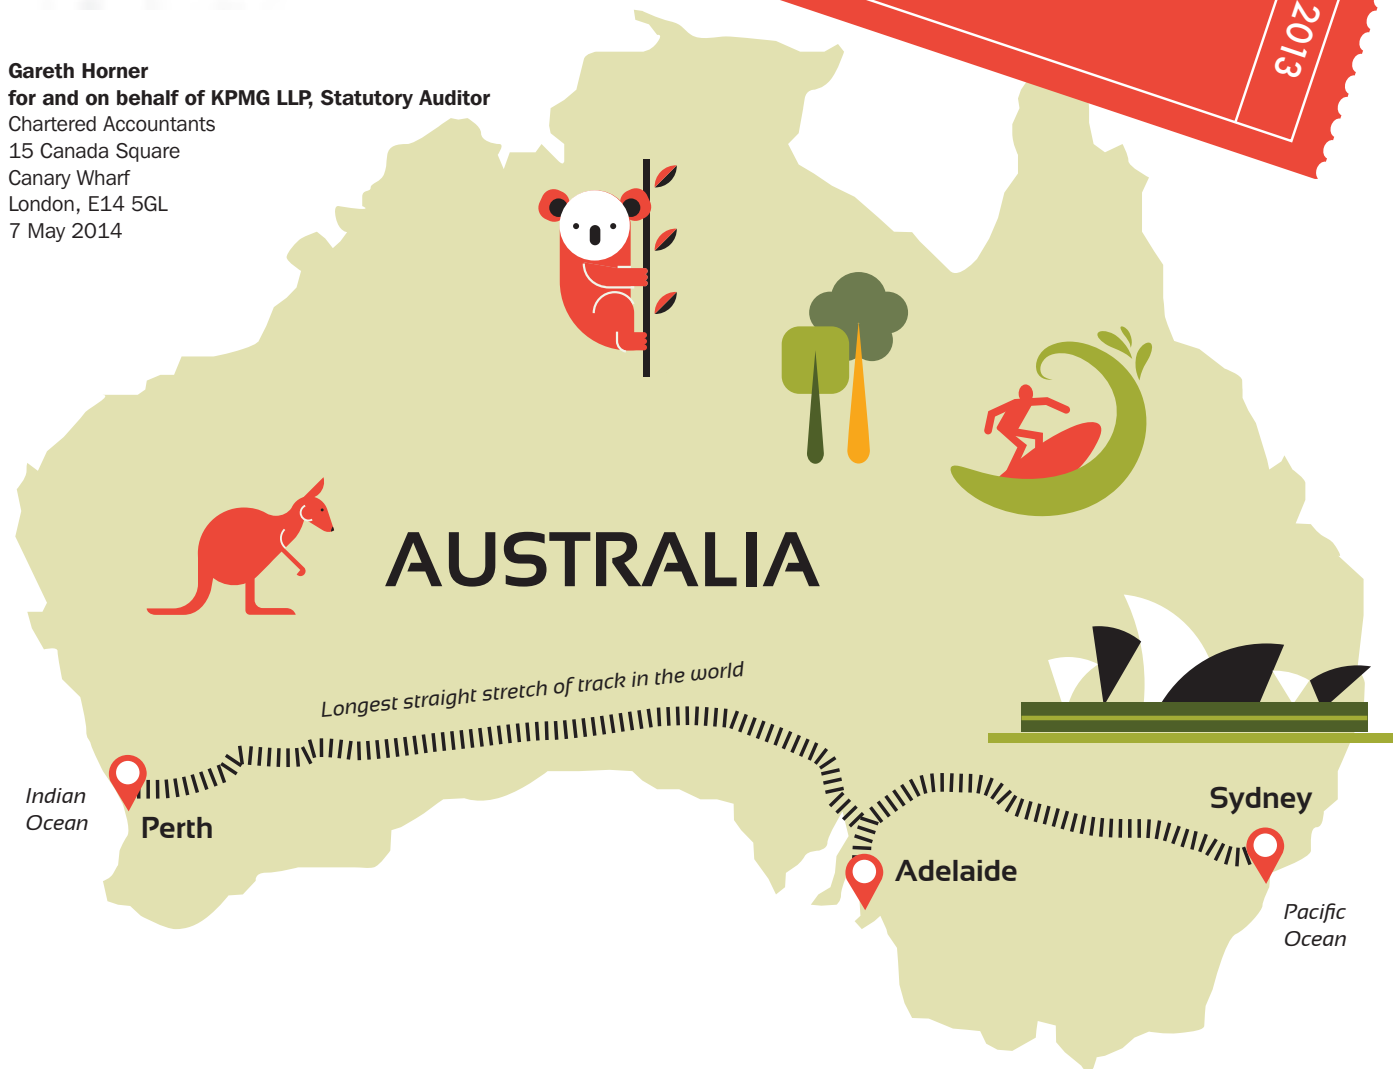 2013
Gareth Horner
for and on behalf of KPMG LLP, Statutory Auditor
Chartered Accountants
15 Canada Square
Canary Wharf
London, E14 5GL
7 May 2014
AUSTRALIA
Longest straight stretch of track in the world
Indian
Ocean
Perth
Sydney
Adelaide
Pacific
Ocean